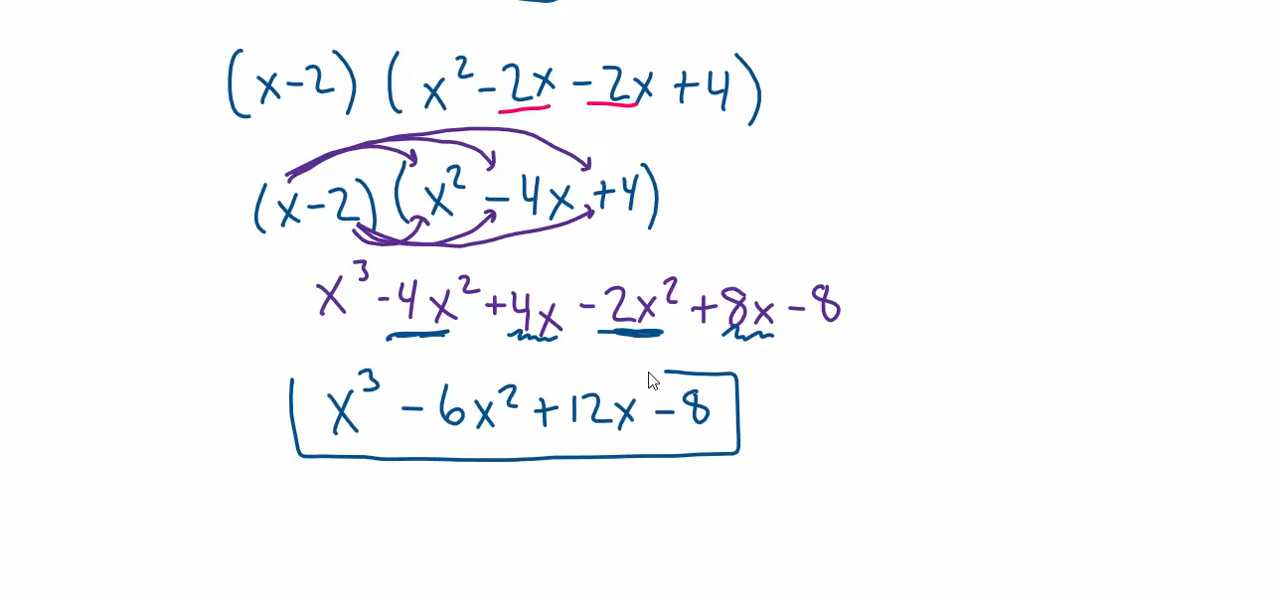 (x-2) (x² - 2x - 2x + 4)
(x-2)(x² - 4x + 4)
x³ - 4x² + 4x - 2x² + 8x - 8
x³ - 6x² + 12x - 8